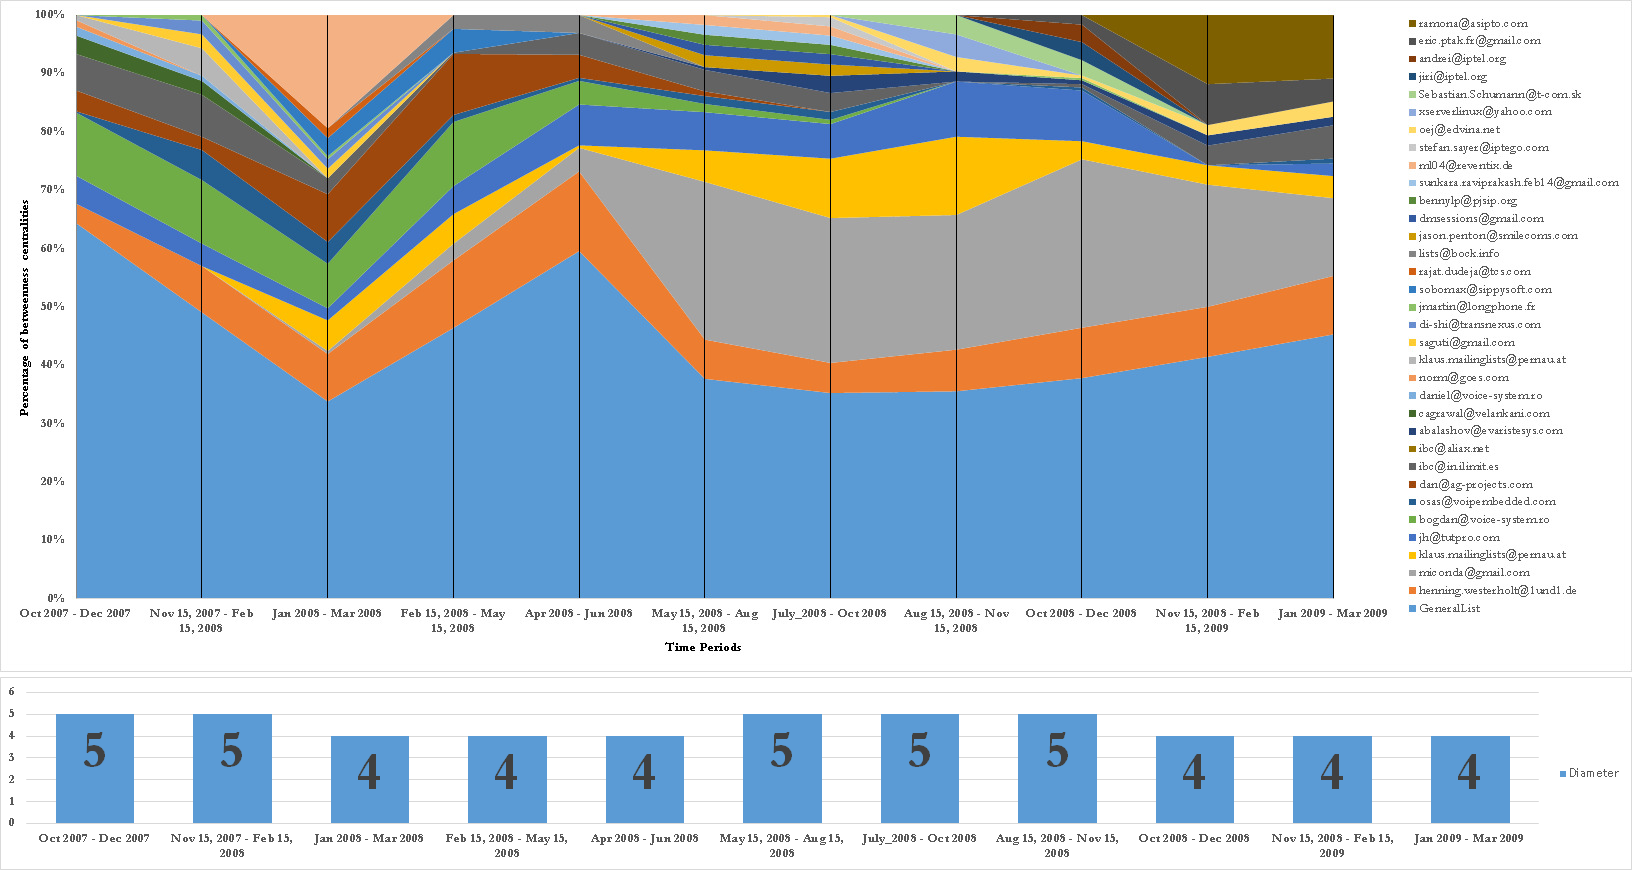 100%
90%
80%
70%
60%
50%
40%
30%
20%
10%
0%
Percentage of betweenness centralities
Oct 2007 - Dec 2007
Nov 15, 2007 - Feb
15, 2008
Jan 2008 - Mar 2008
Feb 15, 2008 - May
15, 2008
Apr 2008 - Jun 2008
May 15, 2008 - Aug
15, 2008
July_2008 - Oct 2008
Aug 15, 2008 - Nov
15, 2008
Oct 2008 - Dec 2008
Nov 15, 2008 - Feb
15, 2009
Jan 2009 - Mar 2009
Time Periods
ramona@asipto.com
eric.ptak.fr@gmail.com
andrei@iptel.org
jiri@iptel.org
Sebastian.Schumann@t-com.sk
xserverlinux@yahoo.com
oej@edvina.net
stefan.sayer@iptego.com
ml04@reventix.de
sunkara.raviprakash.feb14@gmail.com
bennylp@pjsip.org
dmsessions@gmail.com
jason.penton@smilecoms.com
lists@bock.info
rajat.dudeja@tcs.com
sobomax@sippysoft.com
jmartin@longphone.fr
di-shi@transnexus.com
saguti@gmail.com
klaus.mailinglists@pernau.at
norm@goes.com
daniel@voice-system.ro
cagrawal@velankani.com
abalashov@evaristesys.com
ibc@aliax.net
ibc@in.ilimit.es
dan@ag-projects.com
osas@voipembedded.com
bogdan@voice-system.ro
jh@tutpro.com
klaus.mailinglists@pernau.at
miconda@gmail.com
henning.westerholt@1und1.de
GeneralList
6
5
4
3
2
1
0
5
5
4
4
4
5
5
5
4
4
4
Oct 2007 - Dec 2007
Nov 15, 2007 - Feb 15,
2008
Jan 2008 - Mar 2008
Feb 15, 2008 - May 15,
2008
Apr 2008 - Jun 2008
May 15, 2008 - Aug 15,
2008
July_2008 - Oct 2008
Aug 15, 2008 - Nov 15,
2008
Oct 2008 - Dec 2008
Nov 15, 2008 - Feb 15,
2009
Jan 2009 - Mar 2009
Diameter